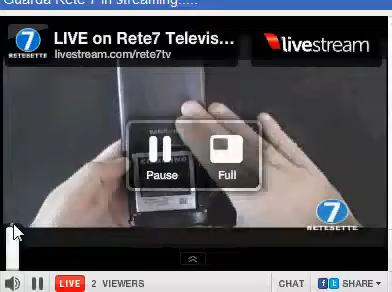 Guarda Rete 7 in streaming.....
7
RETESETTE
LIVE on Rete7 Televis...
livestream.com/rete7tv
livestream
SAMSUNG
Pause
Full
7
RETESETTE
LIVE
2 VIEWERS
CHAT
f
SHARE